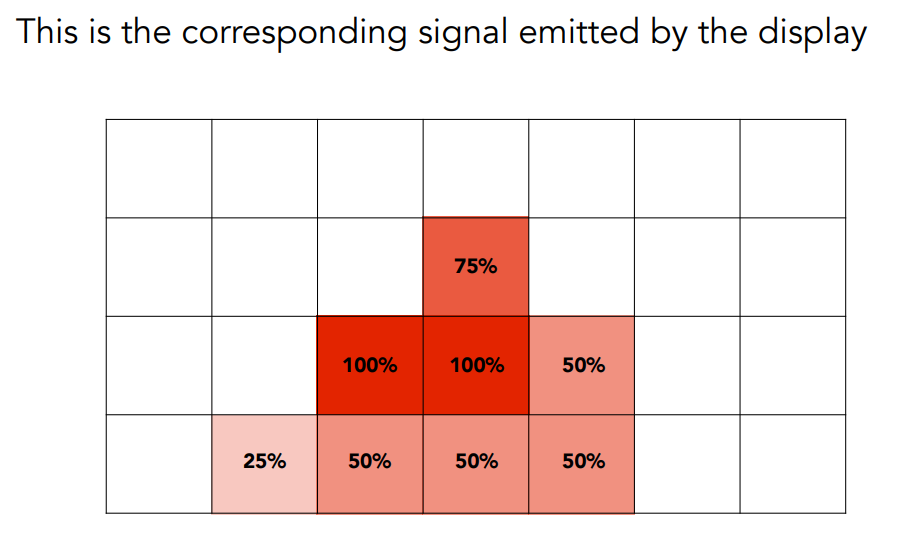 This is the corresponding signal emitted by the display
75%
100% 100% 50%
25% 50% 50% 50%